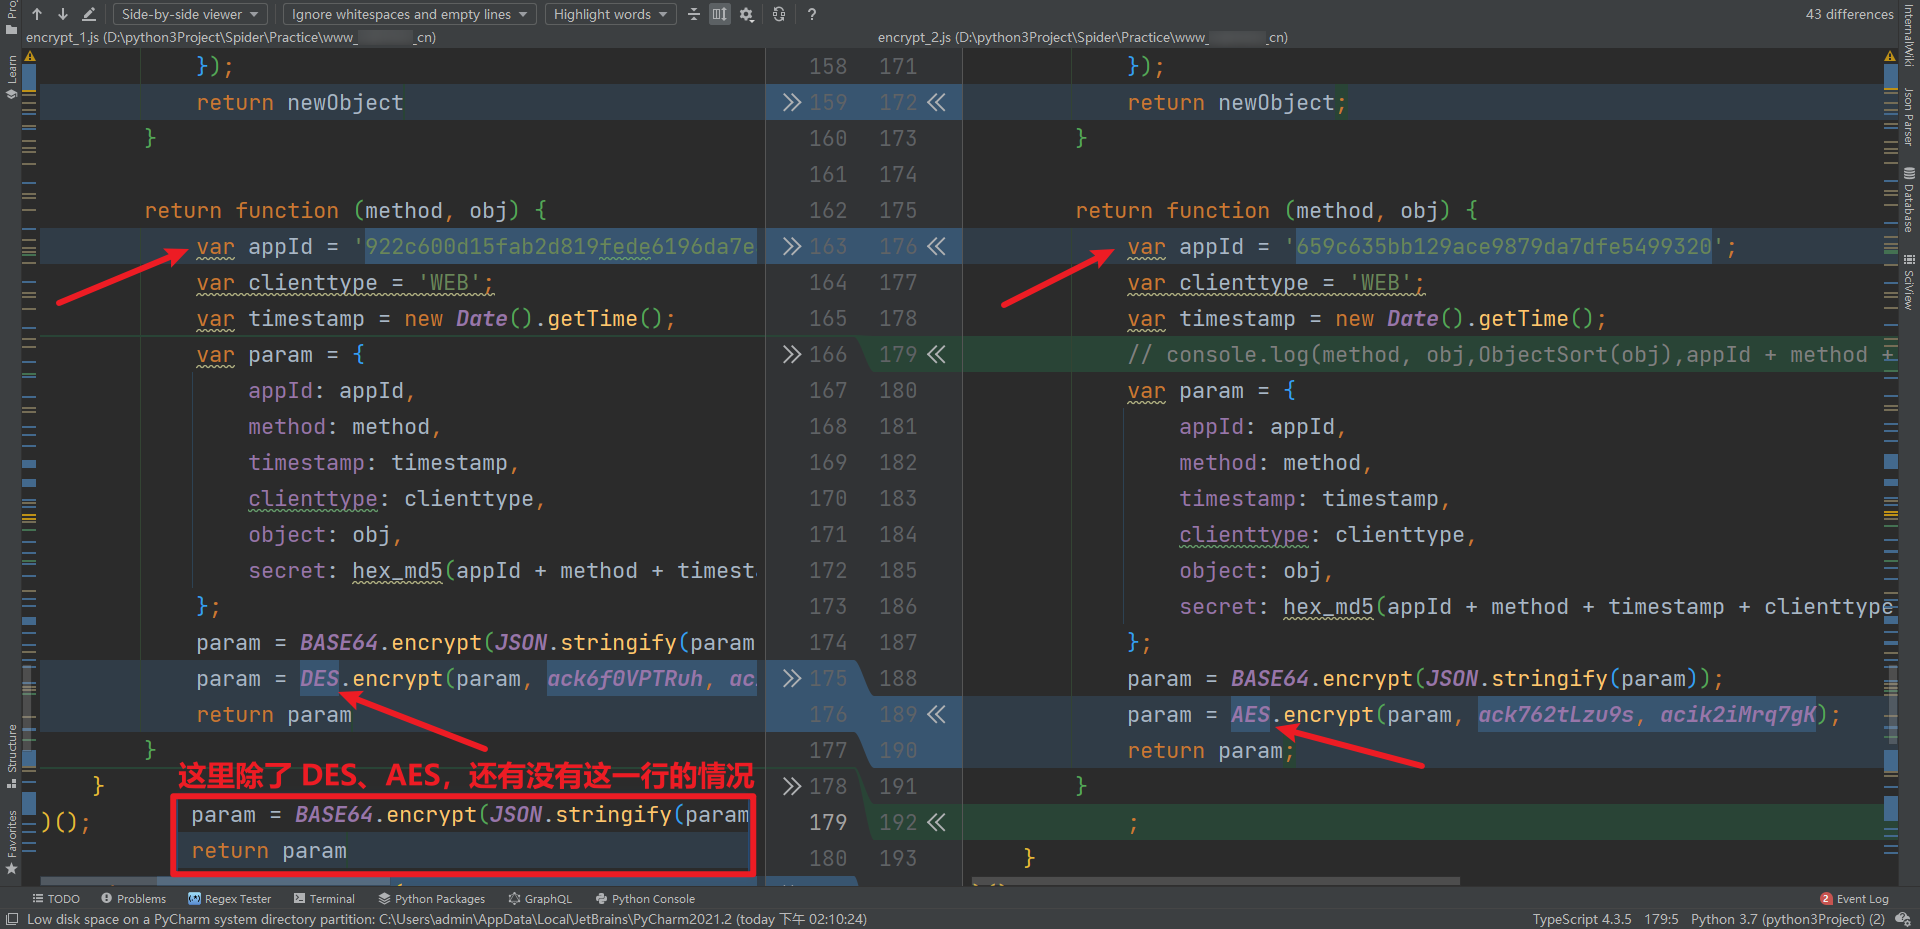 Side-by-side viewer Ignore whitespaces and empty lines Highlight words ? 43 differences
encrypt_1.js (D:\python3Project\Spider\Practice\www_ _cn) encrypt_2.js (D:\python3Project\Spider\Practice\www_ _cn)
}); 158 171 });
return newObject 159 172 return newObject;
} 160 173 }
161 174
return function (method, obj) { 162 175 return function (method, obj) {
var appId = '922c600d15fab2d819fede6196da7e 163 176 var appId = '659c635bb129ace9879da7dfe5499320';
var clienttype = 'WEB'; 164 177 var clienttype = 'WEB';
var timestamp = new Date().getTime(); 165 178 var timestamp = new Date().getTime();
var param = { 166 179 // console.log(method, obj,ObjectSort(obj),appId + method +
appId: appId, 167 180 var param = {
method: method, 168 181 appId: appId,
timestamp: timestamp, 169 182 method: method,
clienttype: clienttype, 170 183 timestamp: timestamp,
object: obj, 171 184 clienttype: clienttype,
secret: hex_md5(appId + method + timest 172 185 object: obj,
}; 173 186 secret: hex_md5(appId + method + timestamp + clienttype
param = BASE64.encrypt(JSON.stringify(param 174 187 };
param = DES.encrypt(param, ack6f0VPTRuh, ac 175 188 param = BASE64.encrypt(JSON.stringify(param));
return param 176 189 param = AES.encrypt(param, ack762tLzu9s, acik2iMrq7gK);
} 177 190 return param;
这里除了 DES、AES，还有没有这一行的情况
} 178 191 }
)(); param = BASE64.encrypt(JSON.stringify(param 179 192 ;
return param 180 193 }
TODO Problems Regex Tester Terminal Python Packages GraphQL Python Console 2 Event Log
Low disk space on a PyCharm system directory partition: C:\Users\admin\AppData\Local\JetBrains\PyCharm2021.2 (today 下午 02:10:24) TypeScript 4.3.5 179:5 Python 3.7 (python3Project) (2)
Learn
Structure
Favorites
InternalWiki
Json Parser
Database
SciView